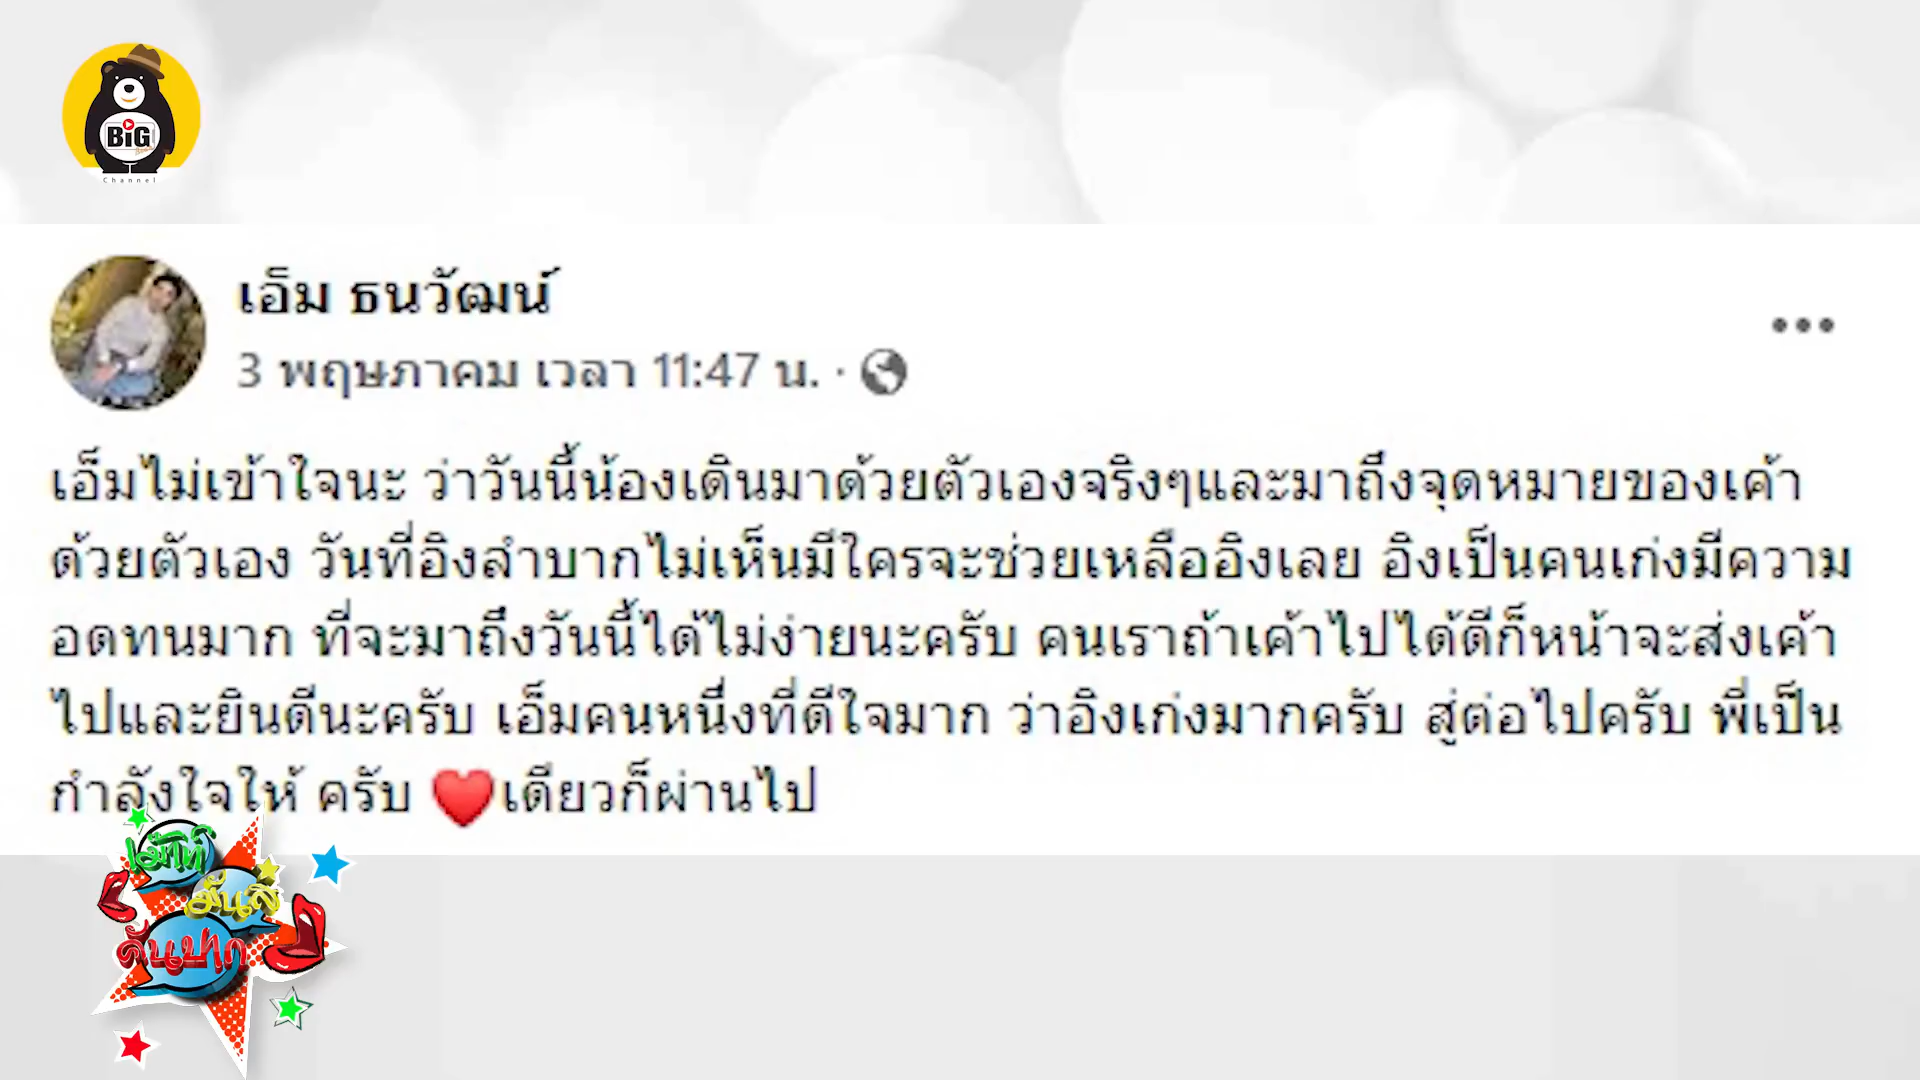 BiG
Channel
เอ็ม ธนวัฒน์
3 พฤษภาคม เวลา 11:47 น. ·
เอ็มไม่เข้าใจนะ ว่าวันนี้น้องเดินมาด้วยตัวเองจริงๆและมาถึงจุดหมายของเค้า
ด้วยตัวเอง วันที่อิงลำบากไม่เห็นมีใครจะช่วยเหลืออิงเลย อิงเป็นคนเก่งมีความ
อดทนมาก ที่จะมาถึงวันนี้ได้ไม่ง่ายนะครับ คนเราถ้าเค้าไปได้ดีก็หน้าจะส่งเค้า
ไปและยินดีนะครับ เอ็มคนหนึ่งที่ดีใจมาก ว่าอิงเก่งมากครับ สู่ต่อไปครับ พี่เป็น
กำลังใจให้ ครับ ❤️เดียวก็ผ่านไป
เม้าท์
มันส์
คันปาก